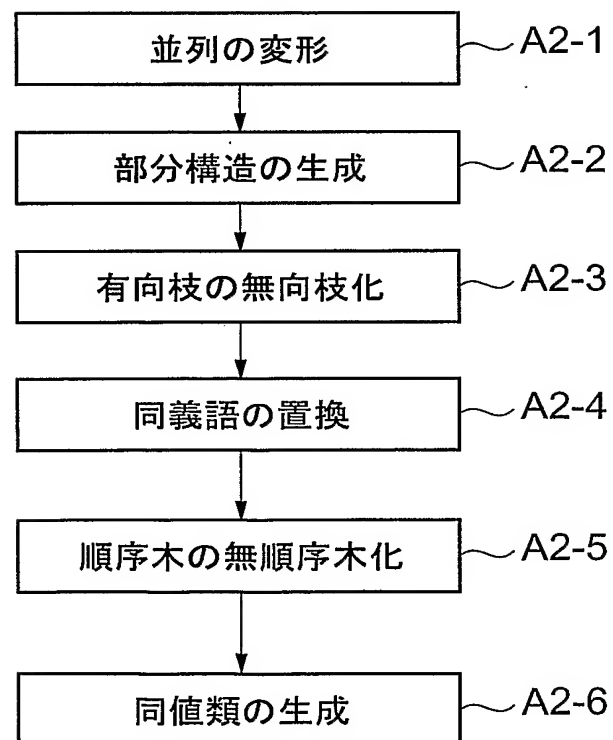 並列の変形 A2-1
部分構造の生成 A2-2
有向枝の無向枝化 A2-3
同義語の置換 A2-4
順序木の無順序木化 A2-5
同値類の生成 A2-6